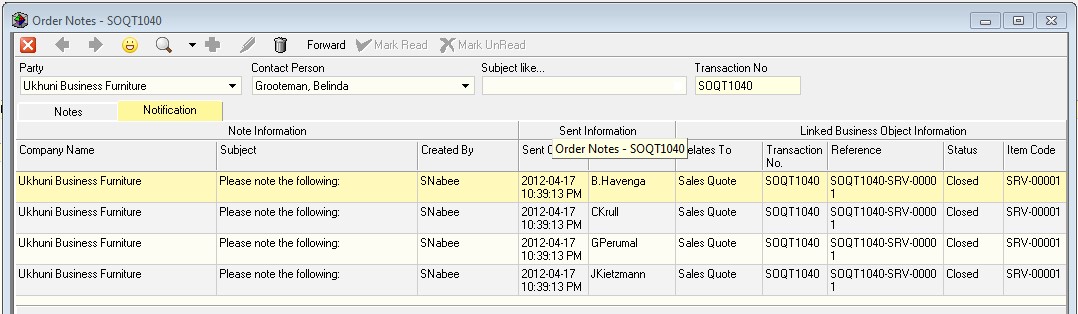 Order Notes - SOQT1040
Forward Mark Read Mark UnRead
Party Contact Person Subject like... Transaction No
Ukhuni Business Furniture Grooteman, Belinda SOQT1040
Notes Notification
Note Information Sent Information Linked Business Object Information
Order Notes - SOQT1040
Company Name Subject Created By Sent elates To Transaction No. Reference Status Item Code
Ukhuni Business Furniture Please note the following: SNabee 2012-04-17 B.Havenga Sales Quote SOQT1040 SOQT1040-SRV-0000 Closed SRV-00001
10:39:13 PM 1
Ukhuni Business Furniture Please note the following: SNabee 2012-04-17 CKrull Sales Quote SOQT1040 SOQT1040-SRV-0000 Closed SRV-00001
10:39:13 PM 1
Ukhuni Business Furniture Please note the following: SNabee 2012-04-17 GPerumal Sales Quote SOQT1040 SOQT1040-SRV-0000 Closed SRV-00001
10:39:13 PM 1
Ukhuni Business Furniture Please note the following: SNabee 2012-04-17 JKietzmann Sales Quote SOQT1040 SOQT1040-SRV-0000 Closed SRV-00001
10:39:13 PM 1